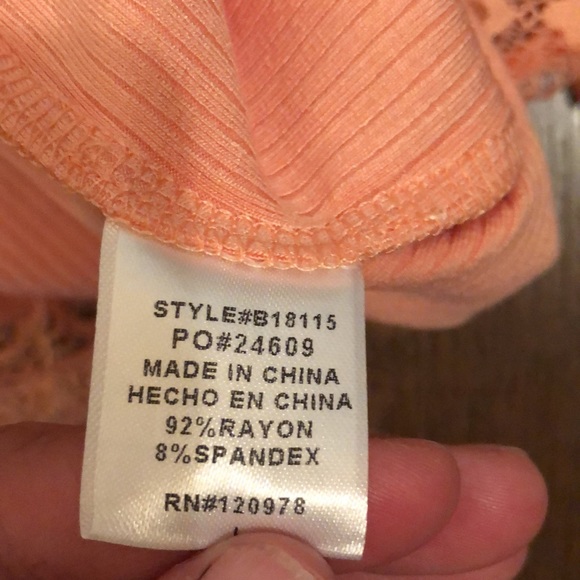 STYLE#B18115
PO#24609
MADE IN CHINA
HECHO EN CHINA
92%RAYON
8%SPANDEX
RN#120978